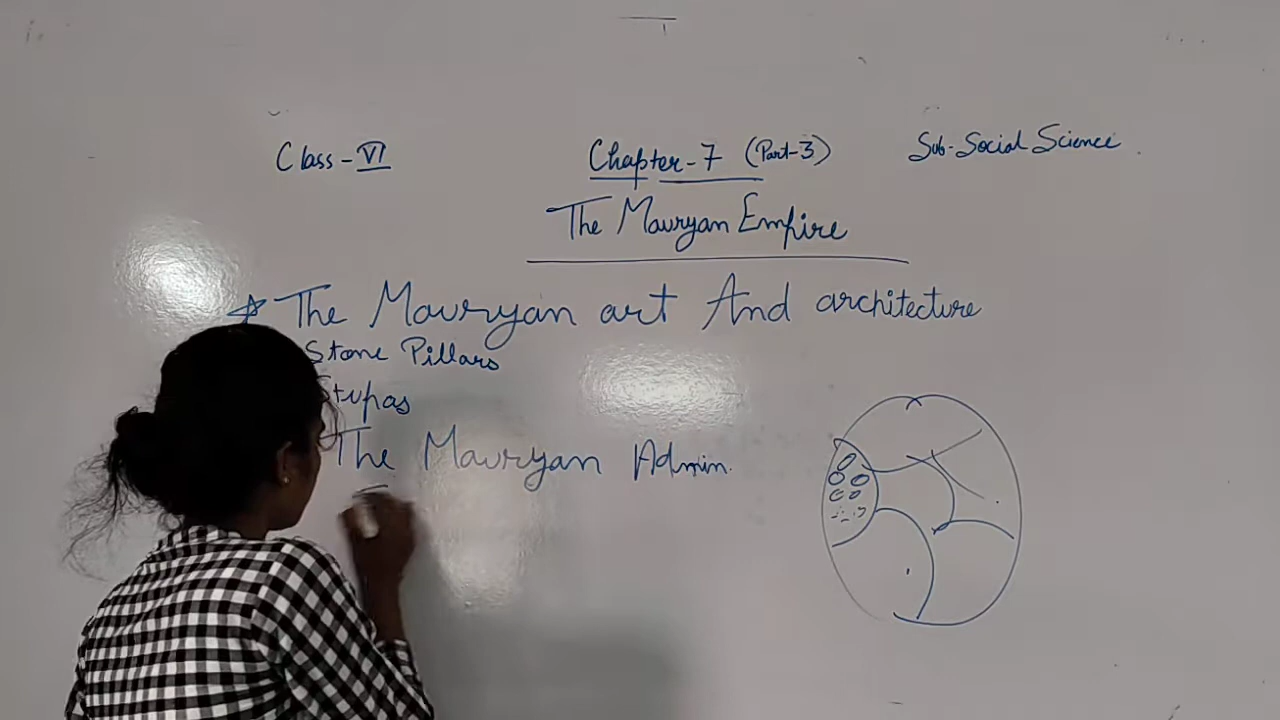 Class-VI Chapter-7 (Part-3) Sub-Social Science
The Mauryan Empire
The Mauryan art And architecture
Stone Pillars
Stupas
The Mauryan Admin.